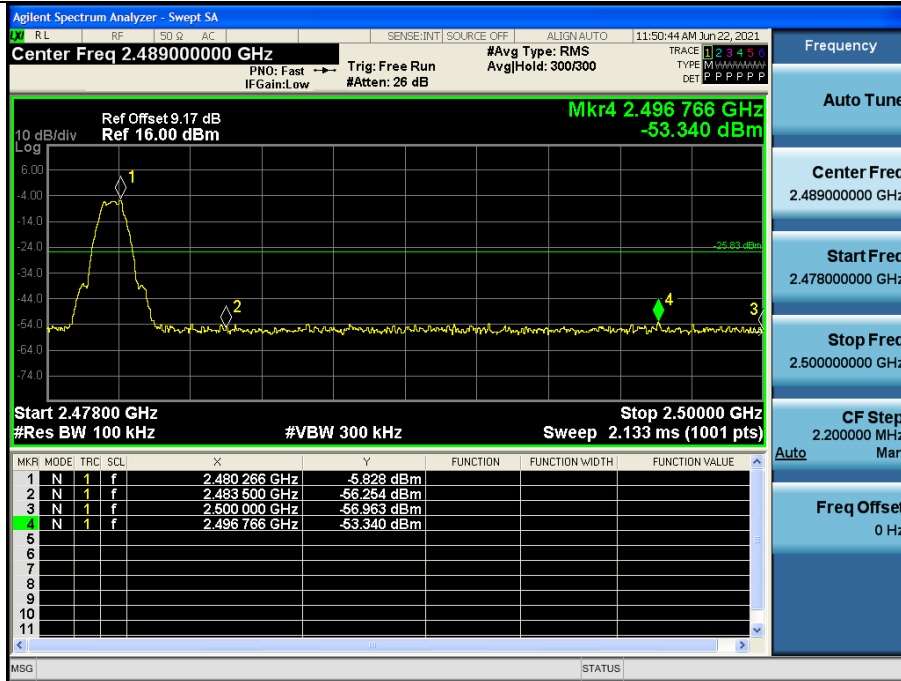 Agilent Spectrum Analyzer - Swept SA
LXI RL RF 50 Ω AC SENSE:INT SOURCE OFF ALIGN AUTO 11:50:44 AM Jun 22, 2021
Center Freq 2.489000000 GHz
PNO: Fast
IFGain:Low
Trig: Free Run
#Atten: 26 dB
#Avg Type: RMS
Avg|Hold: 300/300
TRACE 1 2 3 4 5 6
TYPE M WWWWW
DET P P P P P P
Mkr4 2.496 766 GHz
-53.340 dBm
Ref Offset 9.17 dB
10 dB/div Ref 16.00 dBm
Log
6.00
-4.00
-14.0
-24.0
-34.0
-44.0
-54.0
-64.0
-74.0
1
-25.83 dBm
2
4
3
Start 2.47800 GHz Stop 2.50000 GHz
#Res BW 100 kHz #VBW 300 kHz Sweep 2.133 ms (1001 pts)
MKR MODE TRC SCL X Y FUNCTION FUNCTION WIDTH FUNCTION VALUE
1 N 1 f 2.480 266 GHz -5.828 dBm
2 N 1 f 2.483 500 GHz -56.254 dBm
3 N 1 f 2.500 000 GHz -56.963 dBm
4 N 1 f 2.496 766 GHz -53.340 dBm
5
6
7
8
9
10
11
MSG STATUS
Frequency
Auto Tune
Center Freq
2.489000000 GHz
Start Freq
2.478000000 GHz
Stop Freq
2.500000000 GHz
CF Step
2.200000 MHz
Auto Man
Freq Offset
0 Hz